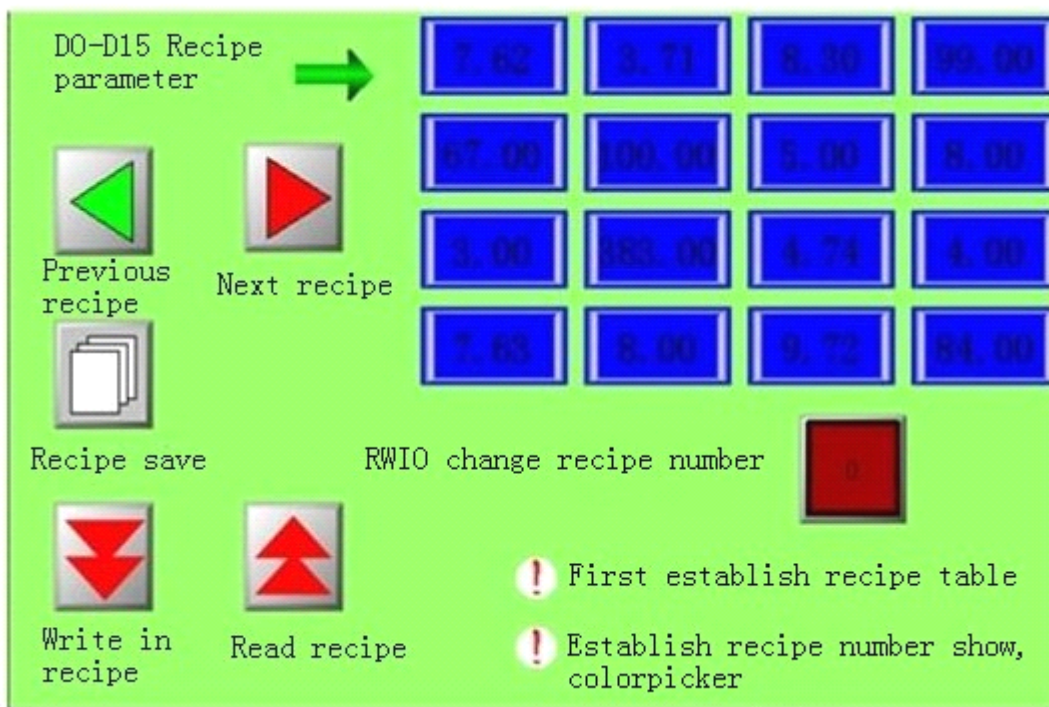 DO-D15 Recipe
parameter
7.62 3.71 8.30 99.00
67.00 100.00 5.00 8.00
3.00 383.00 4.74 4.00
7.63 8.00 9.72 84.00
Previous
recipe
Next recipe
Recipe save
RWIO change recipe number
0
Write in
recipe
Read recipe
! First establish recipe table
! Establish recipe number show,
colorpicker